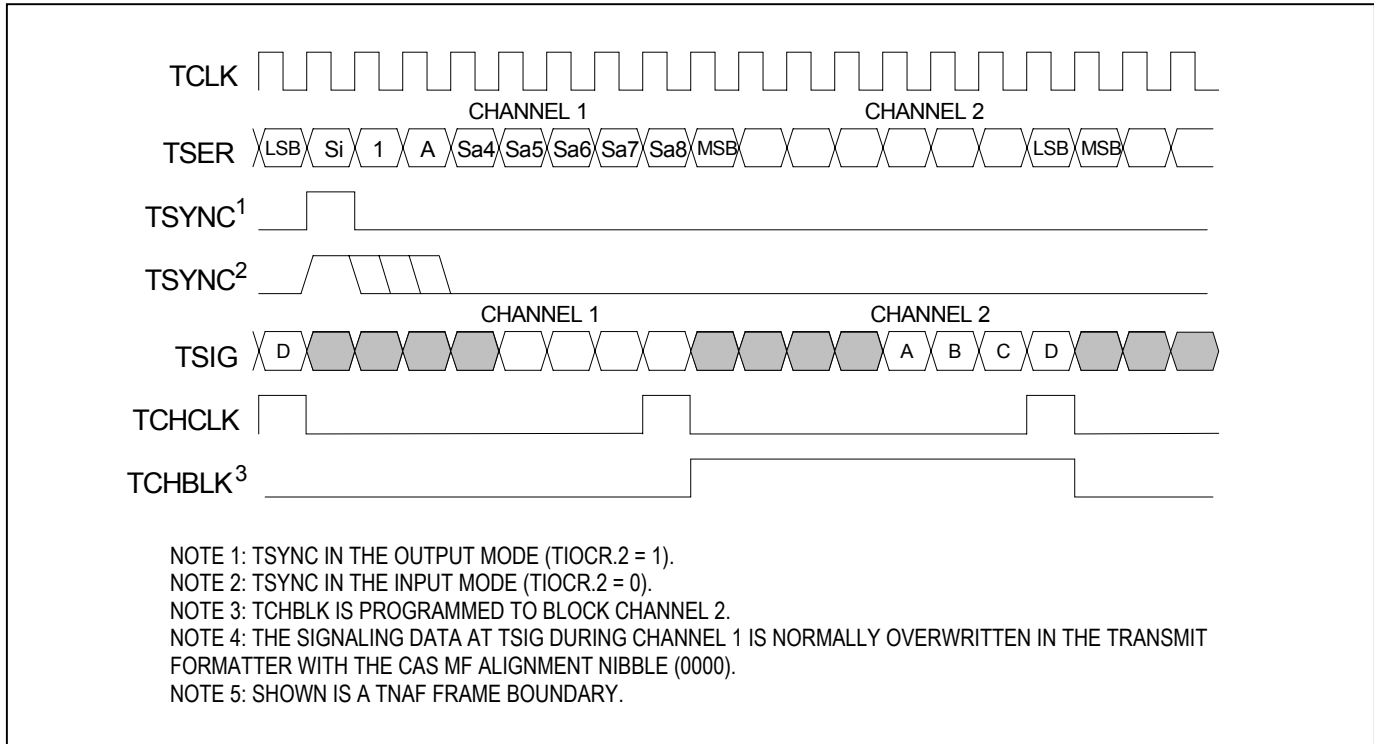 TCLK
CHANNEL 1 CHANNEL 2
TSER LSB Si 1 A Sa4 Sa5 Sa6 Sa7 Sa8 MSB LSB MSB
TSYNC1
TSYNC2
CHANNEL 1 CHANNEL 2
TSIG D A B C D
TCHCLK
TCHBLK3
NOTE 1: TSYNC IN THE OUTPUT MODE (TIOCR.2 = 1).
NOTE 2: TSYNC IN THE INPUT MODE (TIOCR.2 = 0).
NOTE 3: TCHBLK IS PROGRAMMED TO BLOCK CHANNEL 2.
NOTE 4: THE SIGNALING DATA AT TSIG DURING CHANNEL 1 IS NORMALLY OVERWRITTEN IN THE TRANSMIT
FORMATTER WITH THE CAS MF ALIGNMENT NIBBLE (0000).
NOTE 5: SHOWN IS A TNAF FRAME BOUNDARY.